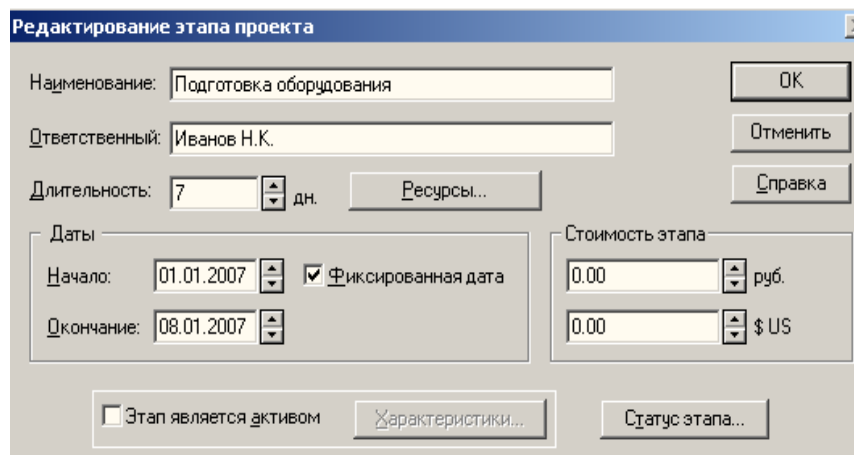 Редактирование этапа проекта
Наименование: Подготовка оборудования
OK
Ответственный: Иванов Н.К.
Отменить
Длительность: 7 дн. Ресурсы...
Справка
Даты
Стоимость этапа
Начало: 01.01.2007 Фиксированная дата
0.00 руб.
Окончание: 08.01.2007
0.00 $ US
Этап является активом Характеристики... Статус этапа...